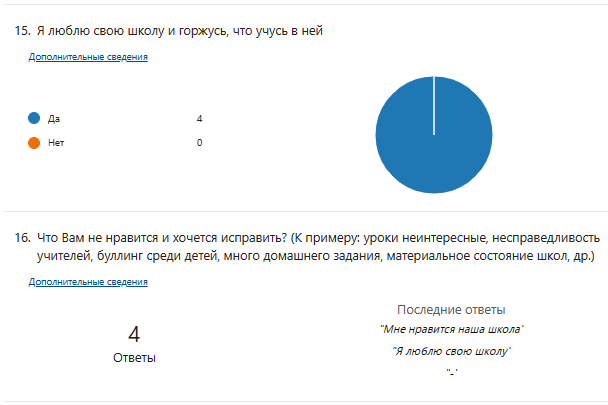 15. Я люблю свою школу и горжусь, что учусь в ней
Дополнительные сведения
Да 4
Нет 0
16. Что Вам не нравится и хочется исправить? (К примеру: уроки неинтересные, несправедливость
учителей, буллинг среди детей, много домашнего задания, материальное состояние школ, др.)
Дополнительные сведения
4
Ответы
Последние ответы
"Мне нравится наша школа"
"Я люблю свою школу"
"-"